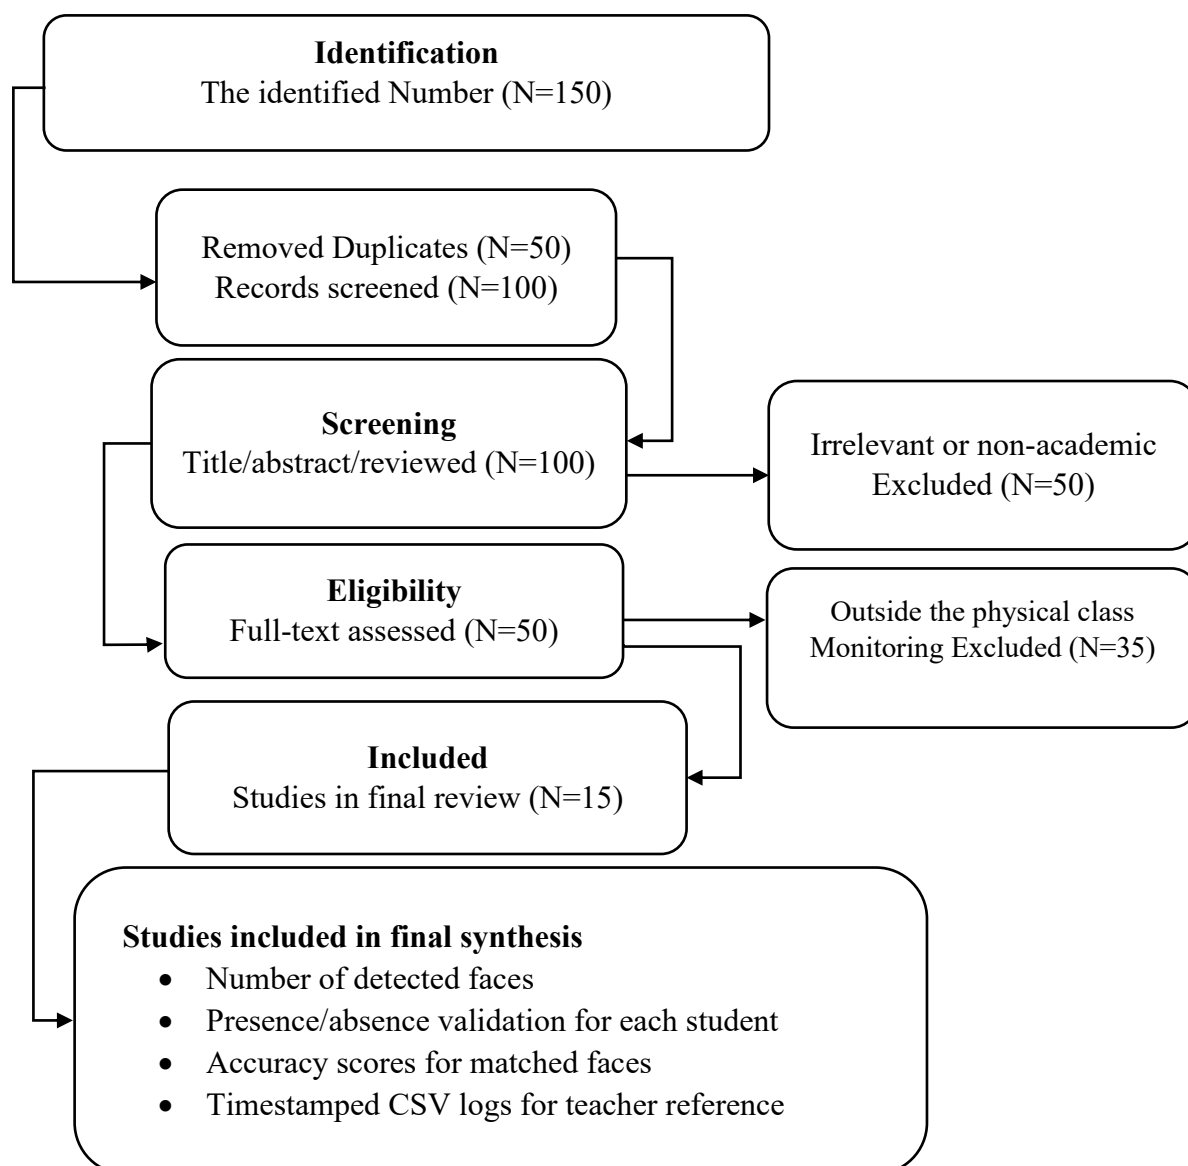 Identification
The identified Number (N=150)
Removed Duplicates (N=50)
Records screened (N=100)
Screening
Title/abstract/reviewed (N=100)
Irrelevant or non-academic
Excluded (N=50)
Eligibility
Full-text assessed (N=50)
Outside the physical class
Monitoring Excluded (N=35)
Included
Studies in final review (N=15)
Studies included in final synthesis
• Number of detected faces
• Presence/absence validation for each student
• Accuracy scores for matched faces
• Timestamped CSV logs for teacher reference